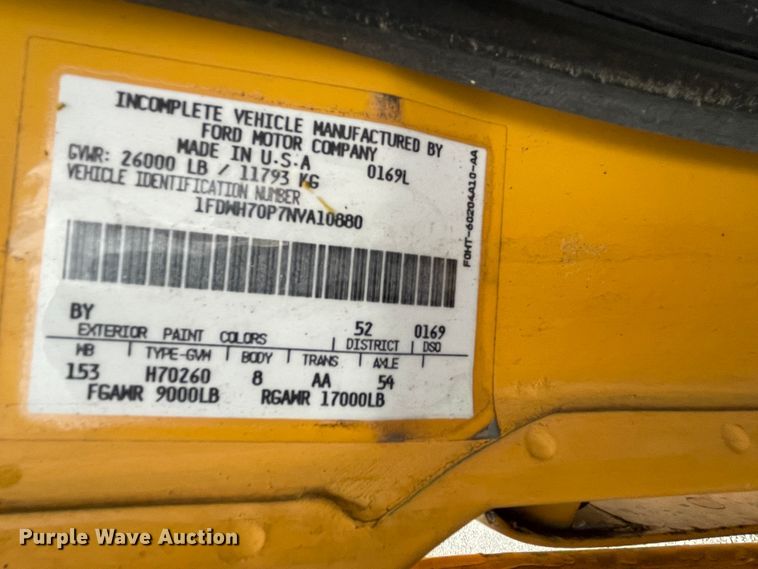 INCOMPLETE VEHICLE MANUFACTURED BY
FORD MOTOR COMPANY
MADE IN U.S.A
GVWR: 26000 LB / 11793 KG 0169L
VEHICLE IDENTIFICATION NUMBER
1FDWH70P7NVA10880
F0HT-60204A10-AA
BY 52 0169
EXTERIOR PAINT COLORS DISTRICT DSO
WB TYPE-GVW BODY TRANS AXLE
153 H70260 8 AA 54
FGAWR 9000LB RGAWR 17000LB
Purple Wave Auction